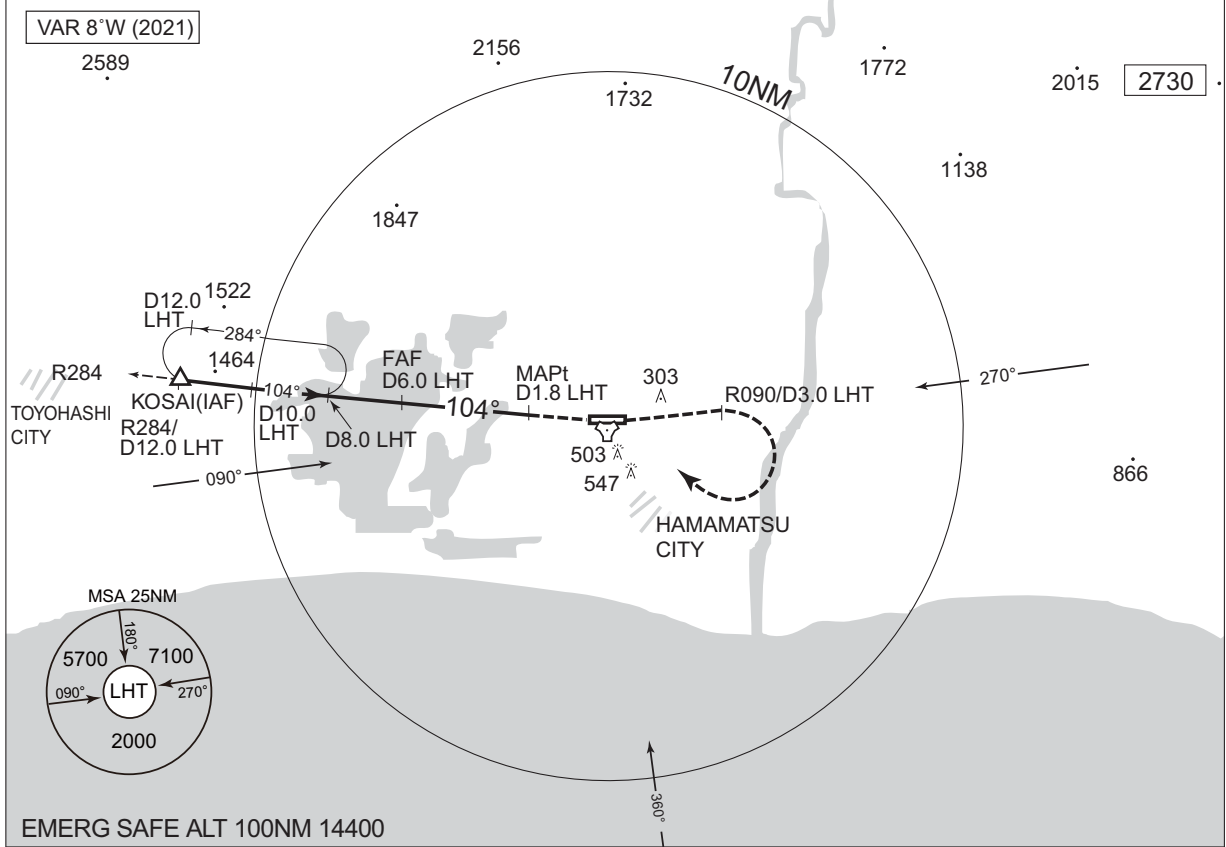 VAR 8°W (2021)
2589
2156
1732
10NM
1772
2015
2730
1138
1847
D12.0
LHT
1522
284°
1464
R284
104°
FAF
D6.0 LHT
MAPt
D1.8 LHT
303
R090/D3.0 LHT
270°
TOYOHASHI
CITY
KOSAI(IAF)
R284/
D12.0 LHT
D10.0
LHT
104°
D8.0 LHT
090°
503
547
866
HAMAMATSU
CITY
MSA 25NM
180°
5700
7100
090°
LHT
270°
2000
360°
EMERG SAFE ALT 100NM 14400